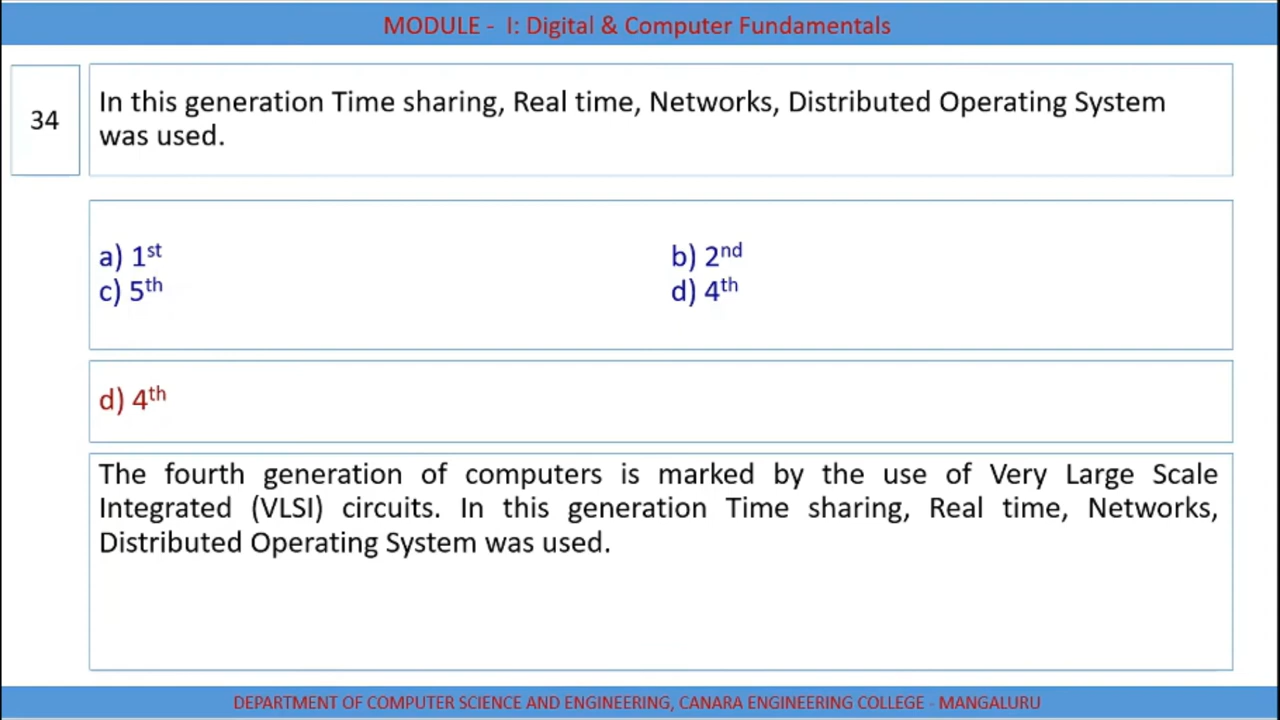 MODULE - I: Digital & Computer Fundamentals
34
In this generation Time sharing, Real time, Networks, Distributed Operating System
was used.
a) 1st
b) 2nd
c) 5th
d) 4th
d) 4th
The fourth generation of computers is marked by the use of Very Large Scale
Integrated (VLSI) circuits. In this generation Time sharing, Real time, Networks,
Distributed Operating System was used.
DEPARTMENT OF COMPUTER SCIENCE AND ENGINEERING, CANARA ENGINEERING COLLEGE - MANGALURU